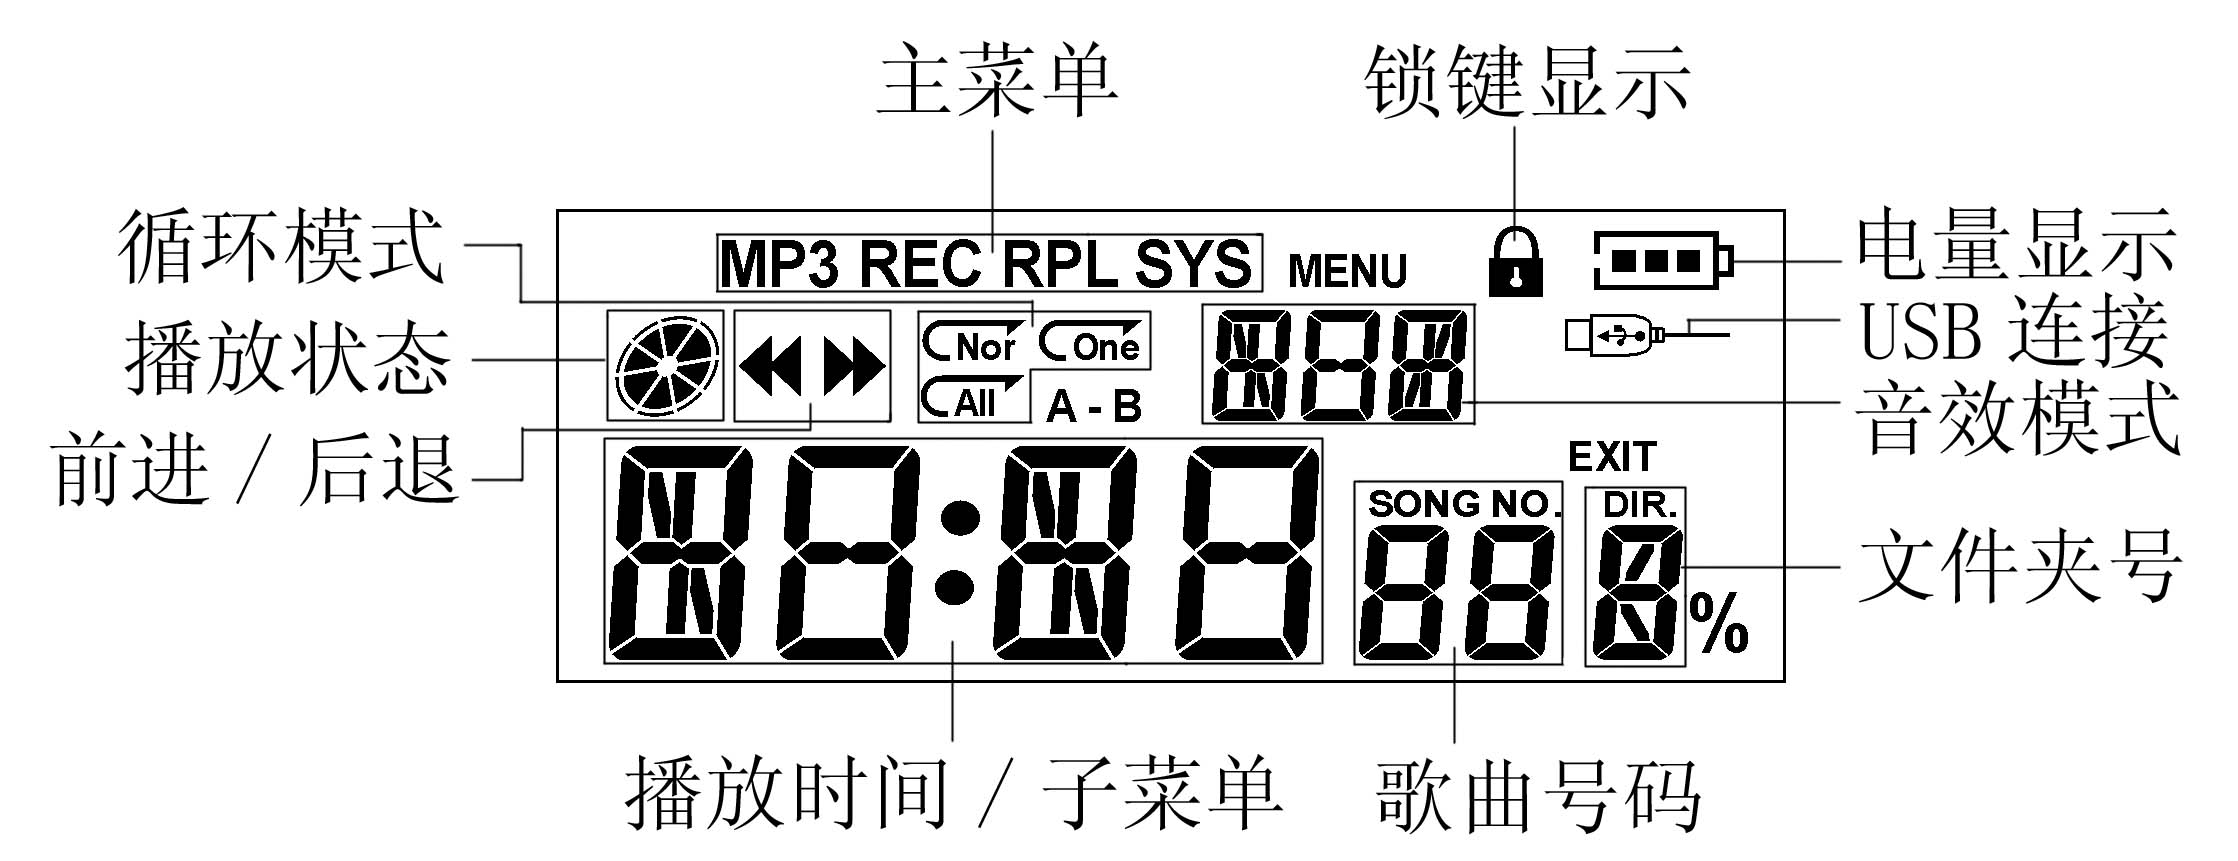 主菜单
锁键显示
循环模式
MP3 REC RPL SYS
MENU
电量显示
播放状态
Nor
One
USB 连接
All
A - B
音效模式
前进 / 后退
EXIT
SONG NO.
DIR.
文件夹号
%
播放时间 / 子菜单
歌曲号码